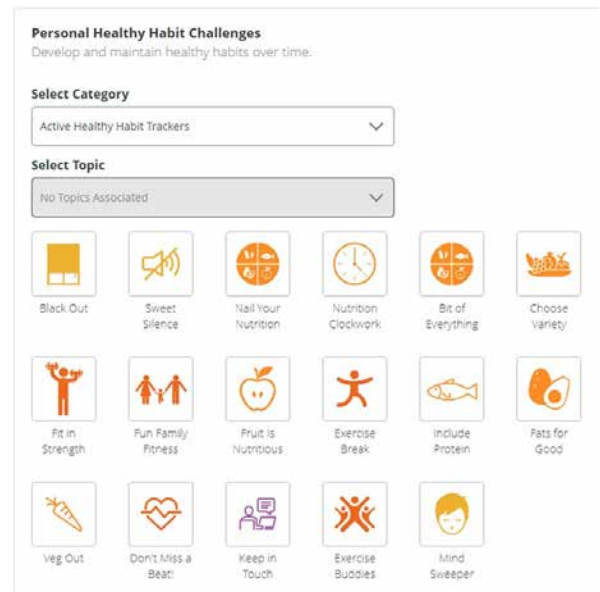 Personal Healthy Habit Challenges
Develop and maintain healthy habits over time.
Select Category
Active Healthy Habit Trackers
Select Topic
No Topics Associated
Black Out
Sweet
Silence
Nail Your
Nutrition
Nutrition
Clockwork
Bit of
Everything
Choose
Variety
Fit in
Strength
Fun Family
Fitness
Fruit Is
Nutritious
Exercise
Break
Include
Protein
Fats for
Good
Veg Out
Don't Miss a
Beat!
Keep in
Touch
Exercise
Buddies
Mind
Sweeper